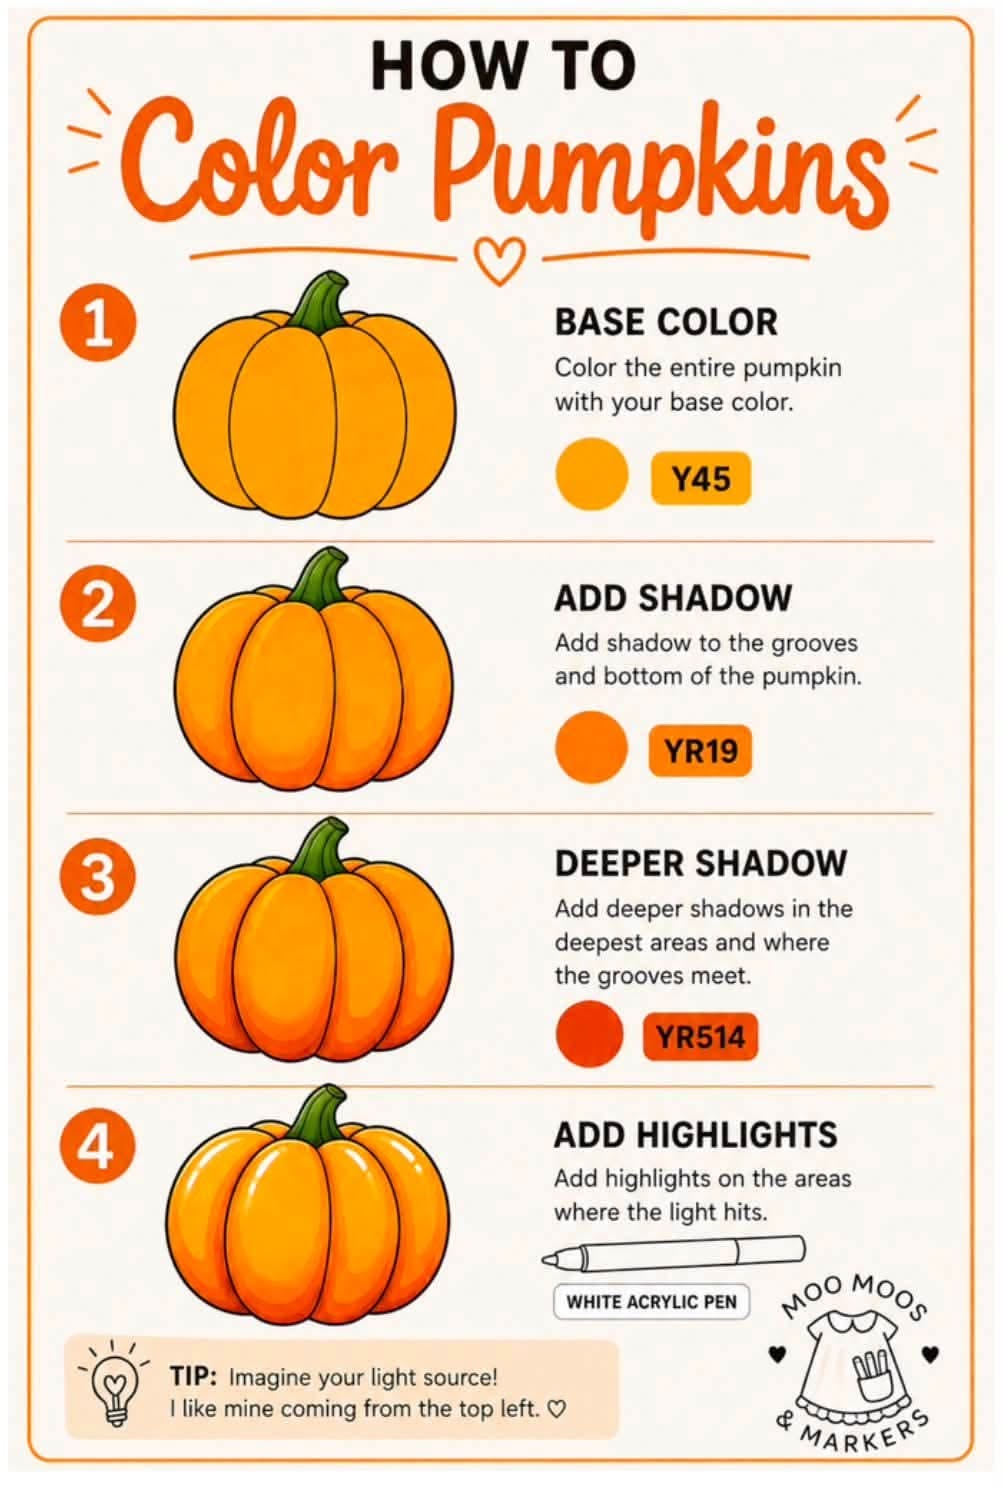 HOW TO
Color Pumpkins
1
BASE COLOR
Color the entire pumpkin
with your base color.
Y45
2
ADD SHADOW
Add shadow to the grooves
and bottom of the pumpkin.
YR19
3
DEEPER SHADOW
Add deeper shadows in the
deepest areas and where
the grooves meet.
YR514
4
ADD HIGHLIGHTS
Add highlights on the areas
where the light hits.
WHITE ACRYLIC PEN
TIP: Imagine your light source!
I like mine coming from the top left. ♡
MOO MOOS
& MARKERS